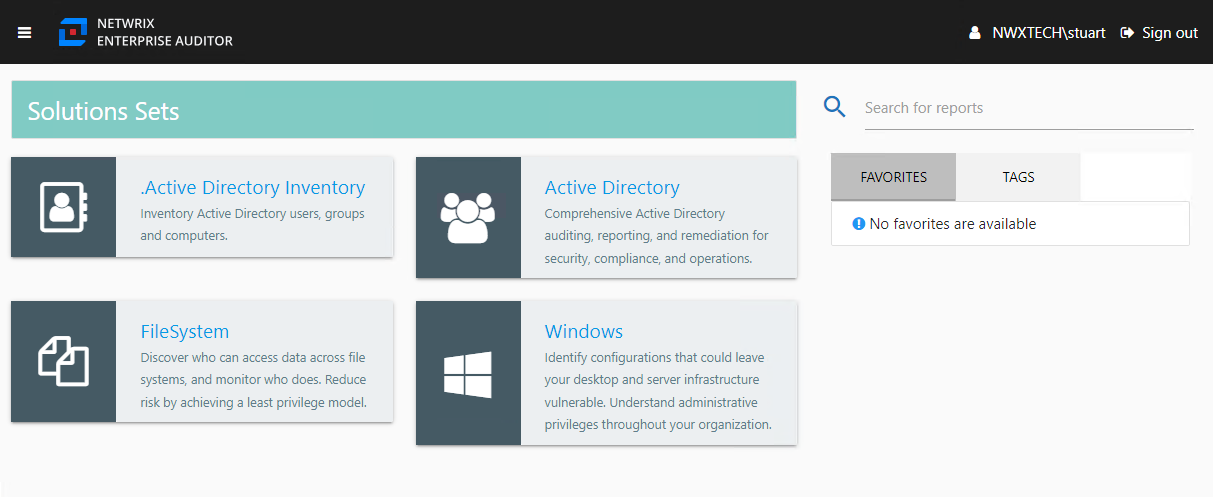 NETWRIX
ENTERPRISE AUDITOR
NWXTECH\stuart
Sign out
Solutions Sets
Search for reports
.Active Directory Inventory
Inventory Active Directory users, groups
and computers.
Active Directory
Comprehensive Active Directory
auditing, reporting, and remediation for
security, compliance, and operations.
FAVORITES
TAGS
No favorites are available
FileSystem
Discover who can access data across file
systems, and monitor who does. Reduce
risk by achieving a least privilege model.
Windows
Identify configurations that could leave
your desktop and server infrastructure
vulnerable. Understand administrative
privileges throughout your organization.